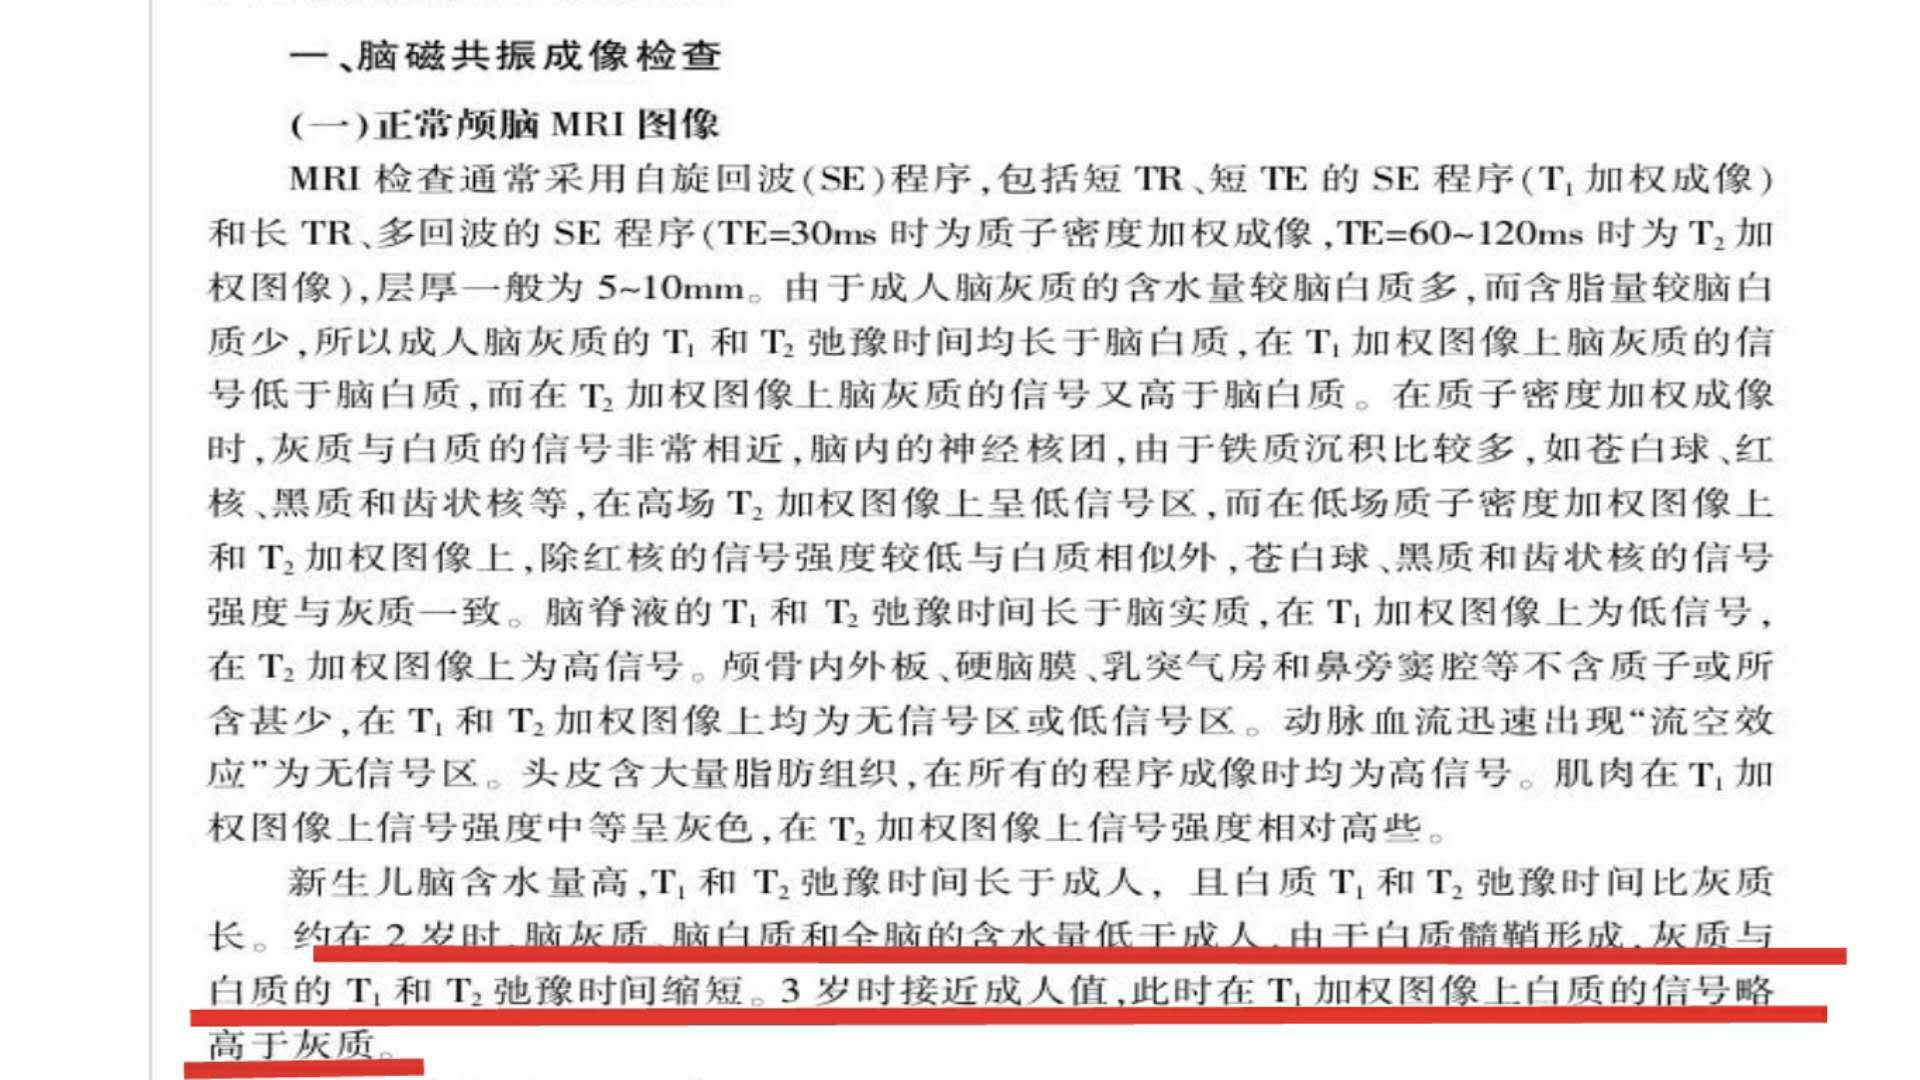 一、脑磁共振成像检查
(一)正常颅脑 MRI 图像
MRI 检查通常采用自旋回波(SE)程序,包括短 TR、短 TE 的 SE 程序(T₁ 加权成像)
和长 TR、多回波的 SE 程序(TE=30ms 时为质子密度加权成像,TE=60~120ms 时为 T₂ 加
权图像),层厚一般为 5~10mm。由于成人脑灰质的含水量较脑白质多,而含脂量较脑白
质少,所以成人脑灰质的 T₁ 和 T₂ 弛豫时间均长于脑白质,在 T₁ 加权图像上脑灰质的信
号低于脑白质,而在 T₂ 加权图像上脑灰质的信号又高于脑白质。在质子密度加权成像
时,灰质与白质的信号非常相近,脑内的神经核团,由于铁质沉积比较多,如苍白球、红
核、黑质和齿状核等,在高场 T₂ 加权图像上呈低信号区,而在低场质子密度加权图像上
和 T₂ 加权图像上,除红核的信号强度较低与白质相似外,苍白球、黑质和齿状核的信号
强度与灰质一致。脑脊液的 T₁ 和 T₂ 弛豫时间长于脑实质,在 T₁ 加权图像上为低信号,
在 T₂ 加权图像上为高信号。颅骨内外板、硬脑膜、乳突气房和鼻旁窦腔等不含质子或所
含甚少,在 T₁ 和 T₂ 加权图像上均为无信号区或低信号区。动脉血流迅速出现“流空效
应”为无信号区。头皮含大量脂肪组织,在所有的程序成像时均为高信号。肌肉在 T₁ 加
权图像上信号强度中等呈灰色,在 T₂ 加权图像上信号强度相对高些。
新生儿脑含水量高,T₁ 和 T₂ 弛豫时间长于成人,且白质 T₁ 和 T₂ 弛豫时间比灰质
长。约在 2 岁时,脑灰质、脑白质和全脑的含水量低于成人,由于白质髓鞘形成,灰质与
白质的 T₁ 和 T₂ 弛豫时间缩短。3 岁时接近成人值,此时在 T₁ 加权图像上白质的信号略
高于灰质。